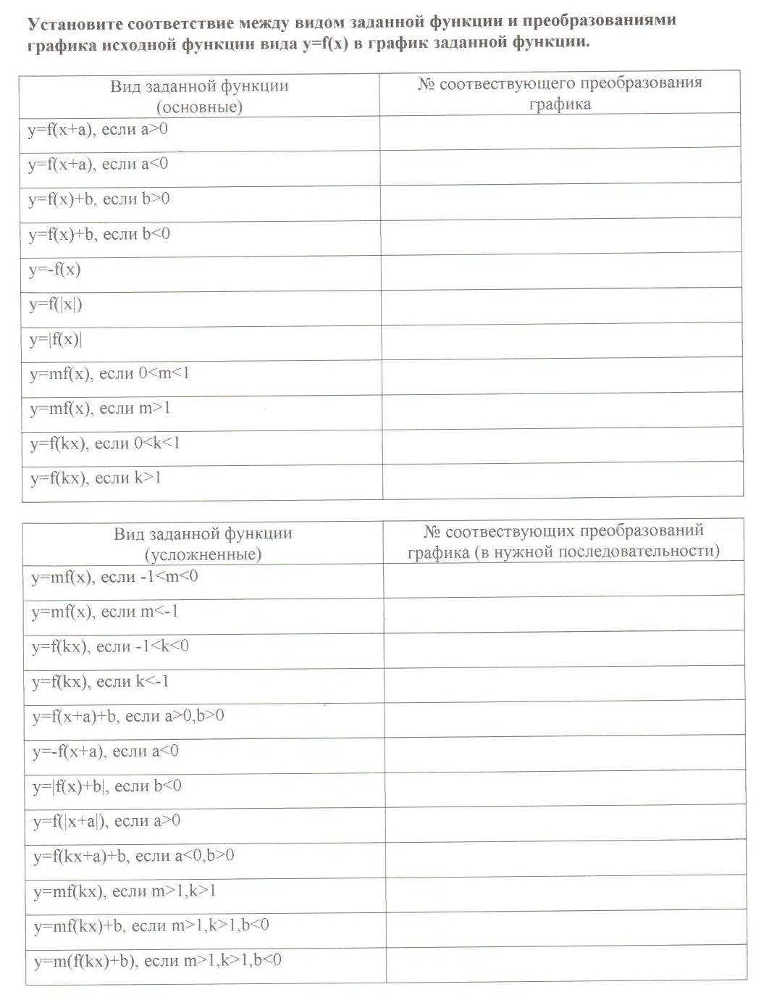 Установите соответствие между видом заданной функции и преобразованиями
графика исходной функции вида y=f(x) в график заданной функции.
Вид заданной функции
(основные)
№ соотвествующего преобразования
графика
y=f(x+a), если a>0
y=f(x+a), если a<0
y=f(x)+b, если b>0
y=f(x)+b, если b<0
y=-f(x)
y=f(|x|)
y=|f(x)|
y=mf(x), если 0<m<1
y=mf(x), если m>1
y=f(kx), если 0<k<1
y=f(kx), если k>1
Вид заданной функции
(усложненные)
№ соотвествующих преобразований
графика (в нужной последовательности)
y=mf(x), если -1<m<0
y=mf(x), если m<-1
y=f(kx), если -1<k<0
y=f(kx), если k<-1
y=f(x+a)+b, если a>0,b>0
y=-f(x+a), если a<0
y=|f(x)+b|, если b<0
y=f(|x+a|), если a>0
y=f(kx+a)+b, если a<0,b>0
y=mf(kx), если m>1,k>1
y=mf(kx)+b, если m>1,k>1,b<0
y=m(f(kx)+b), если m>1,k>1,b<0